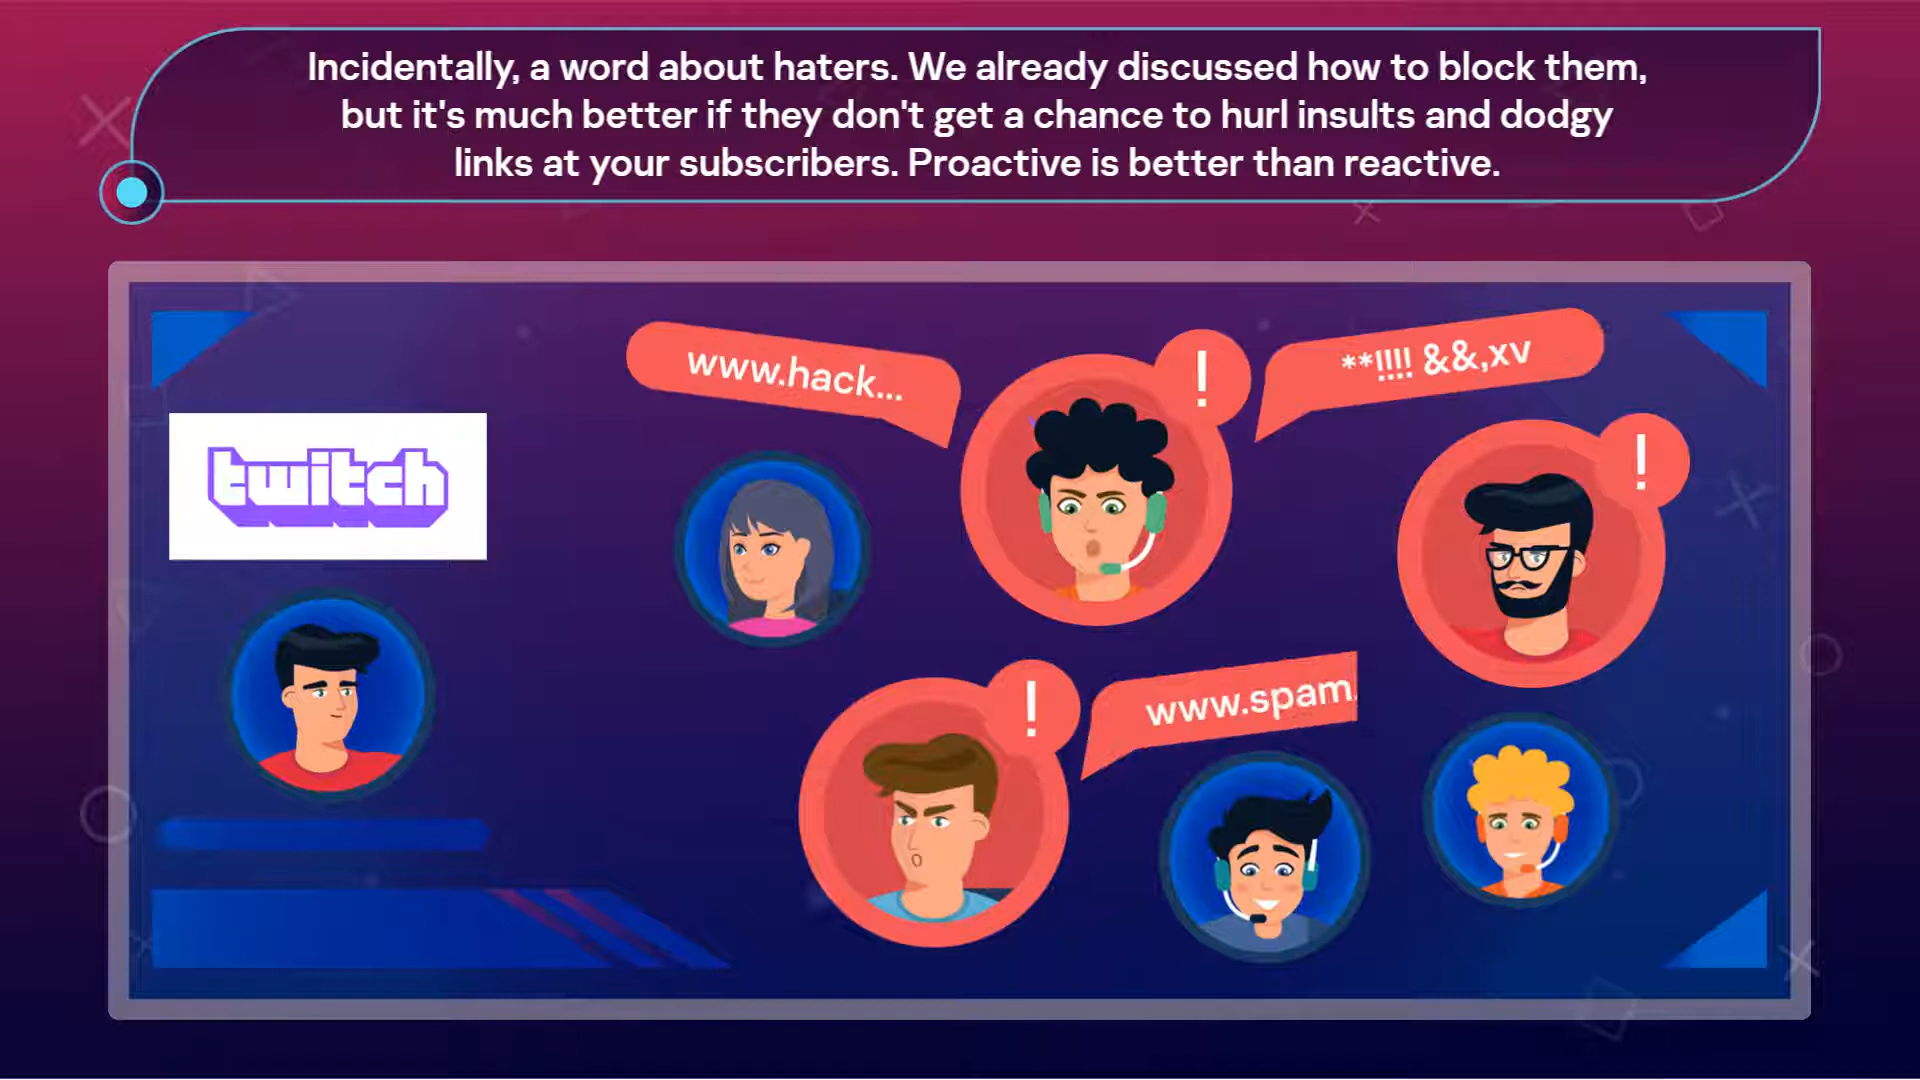 Incidentally, a word about haters. We already discussed how to block them,
but it's much better if they don't get a chance to hurl insults and dodgy
links at your subscribers. Proactive is better than reactive.
www.hack...
!
**!!!! &&,xv
!
twitch
!
www.spam.